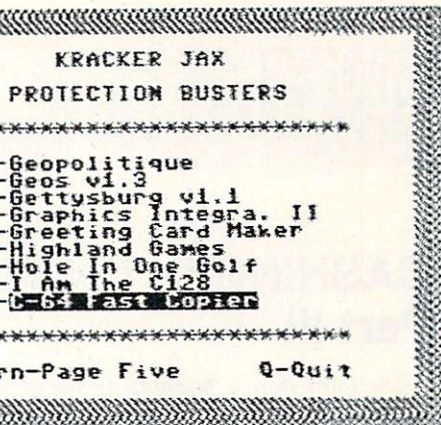 KRACKER JAX
PROTECTION BUSTERS
-Geopolitique
-Geos v1.3
-Gettysburg v1.1
-Graphics Integra. II
-Greeting Card Maker
-Highland Games
-Hole In One Golf
-I Am The C128
-C-64 Fast Copier
rn-Page Five Q-Quit